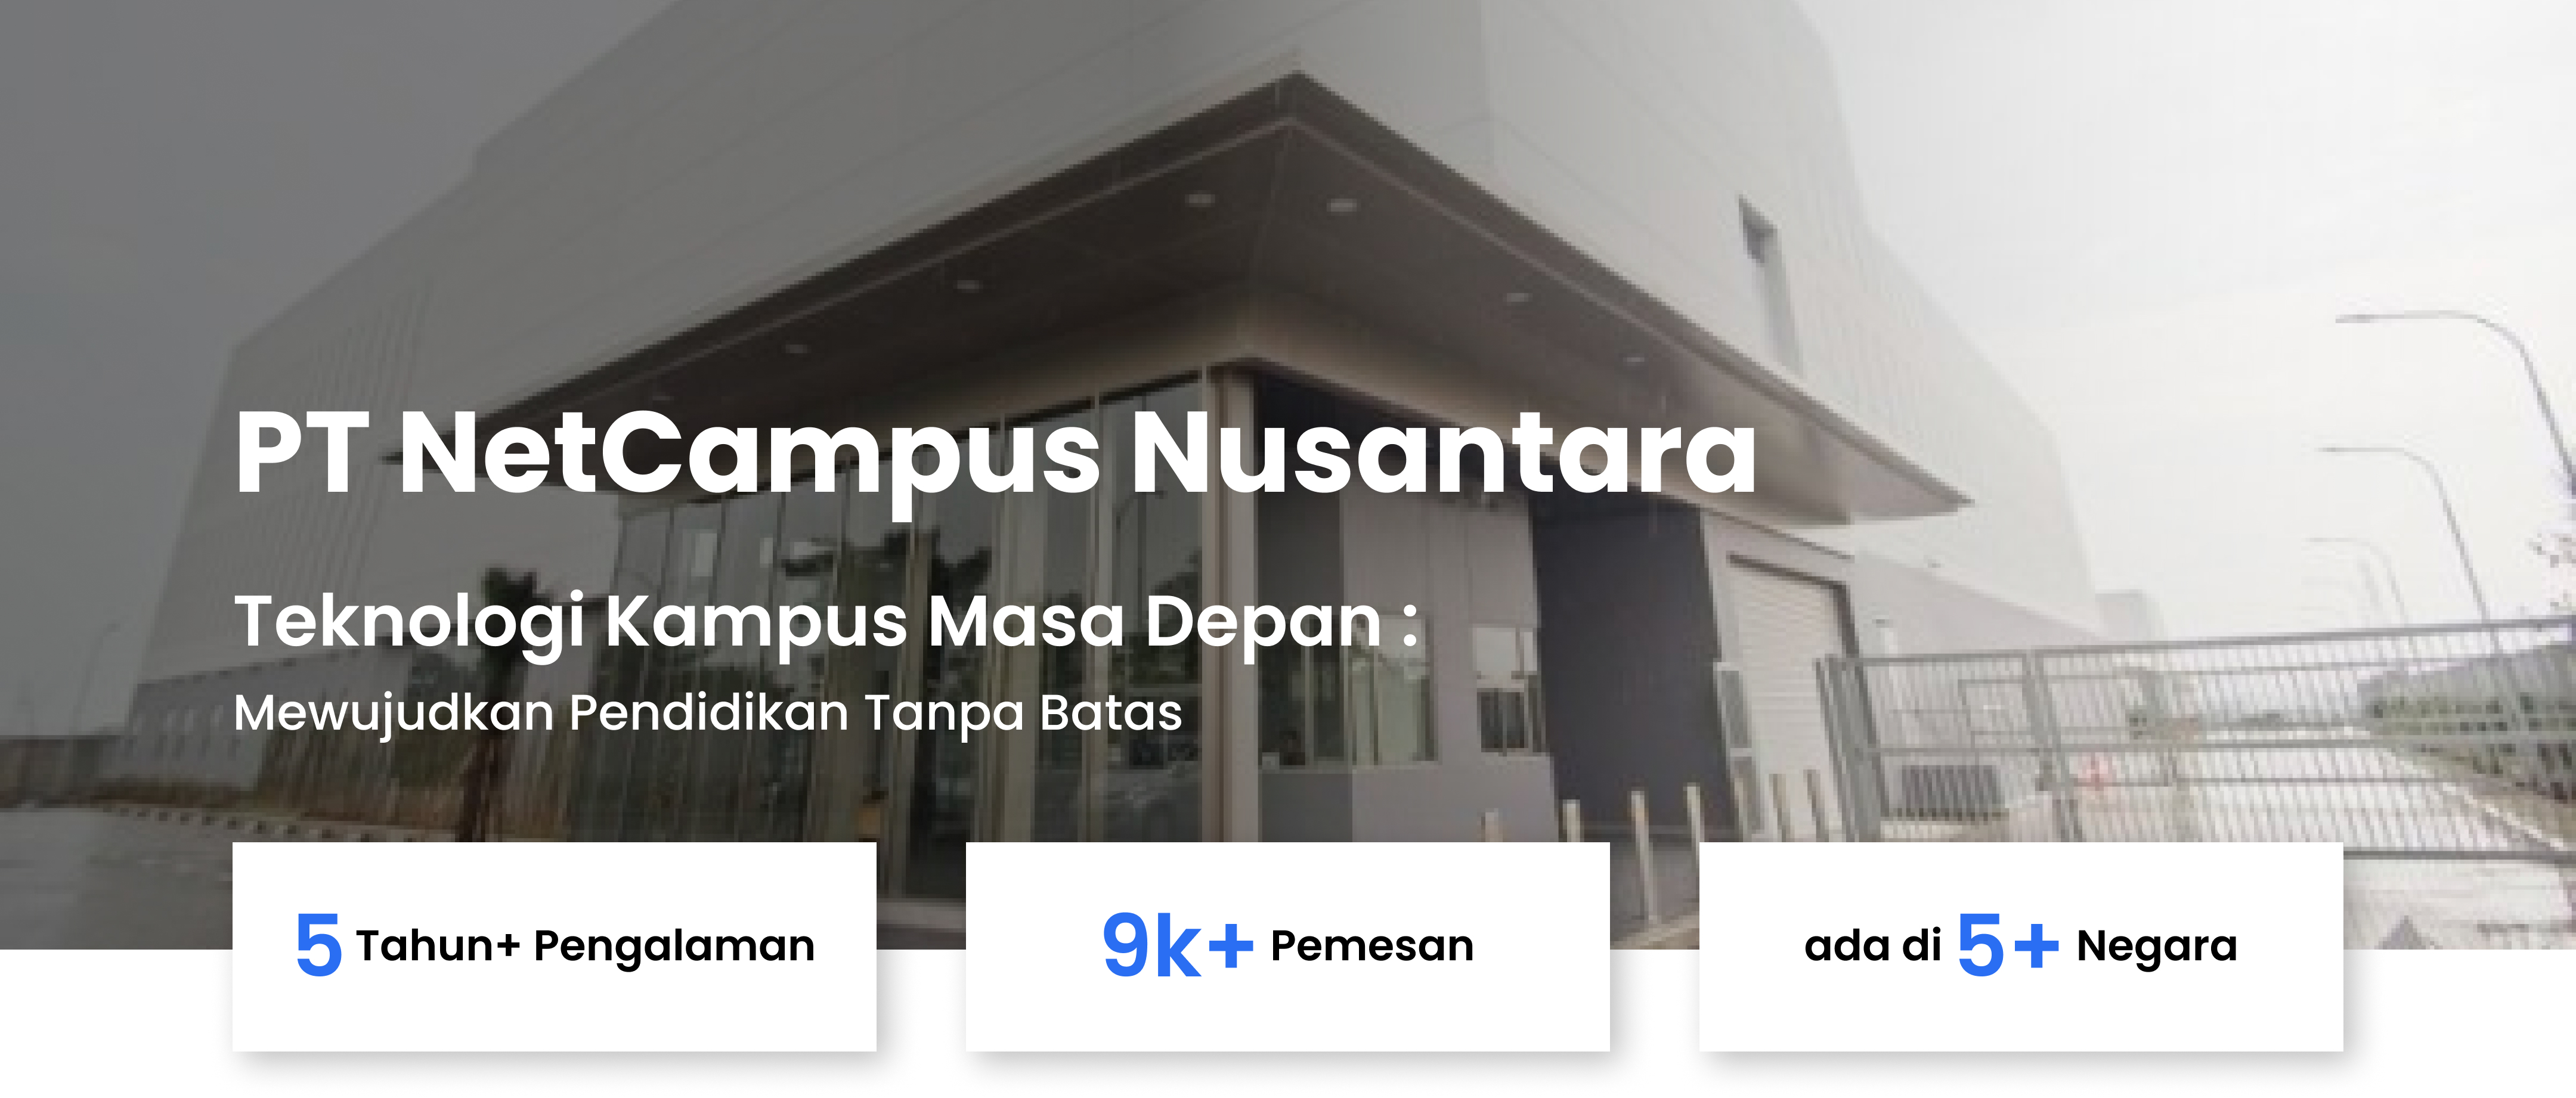 PT NetCampus Nusantara
Teknologi Kampus Masa Depan :
Mewujudkan Pendidikan Tanpa Batas
5 Tahun+ Pengalaman
9k+ Pemesan
ada di 5+ Negara